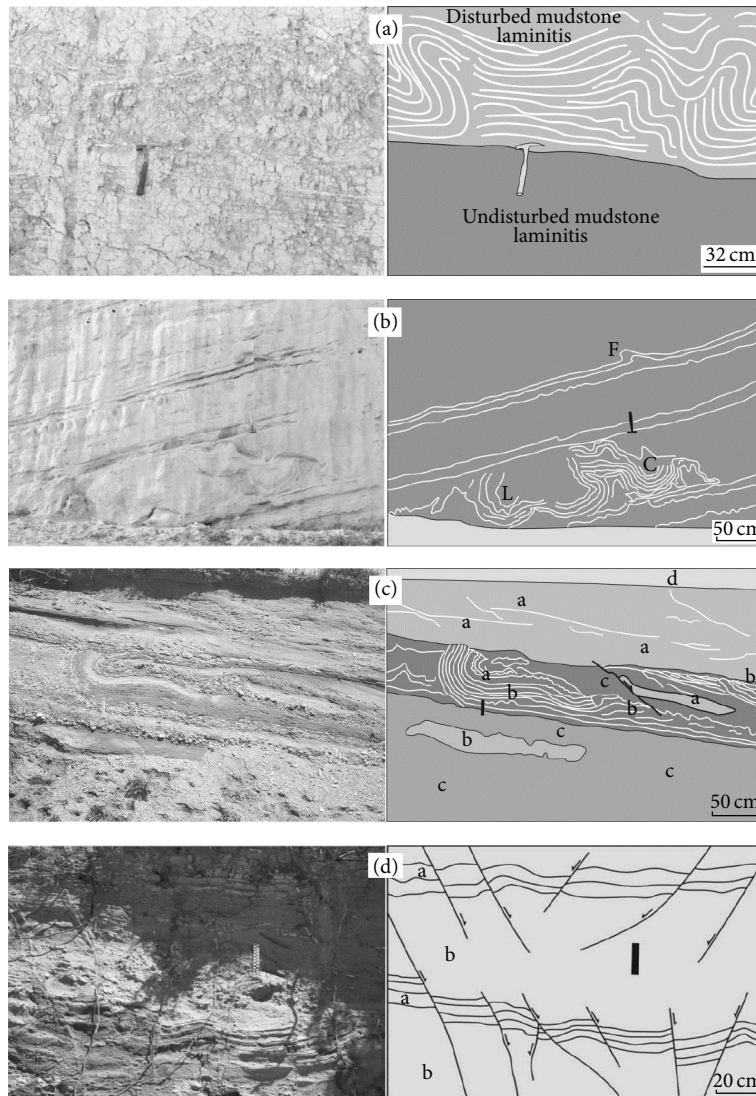 (a)
Disturbed mudstone
laminitis
Undisturbed mudstone
laminitis
32 cm
(b)
F
C
L
50 cm
(c)
d
a
a
a
a
b
c
a
b
b
c
b
c
c
50 cm
(d)
a
b
a
b
20 cm